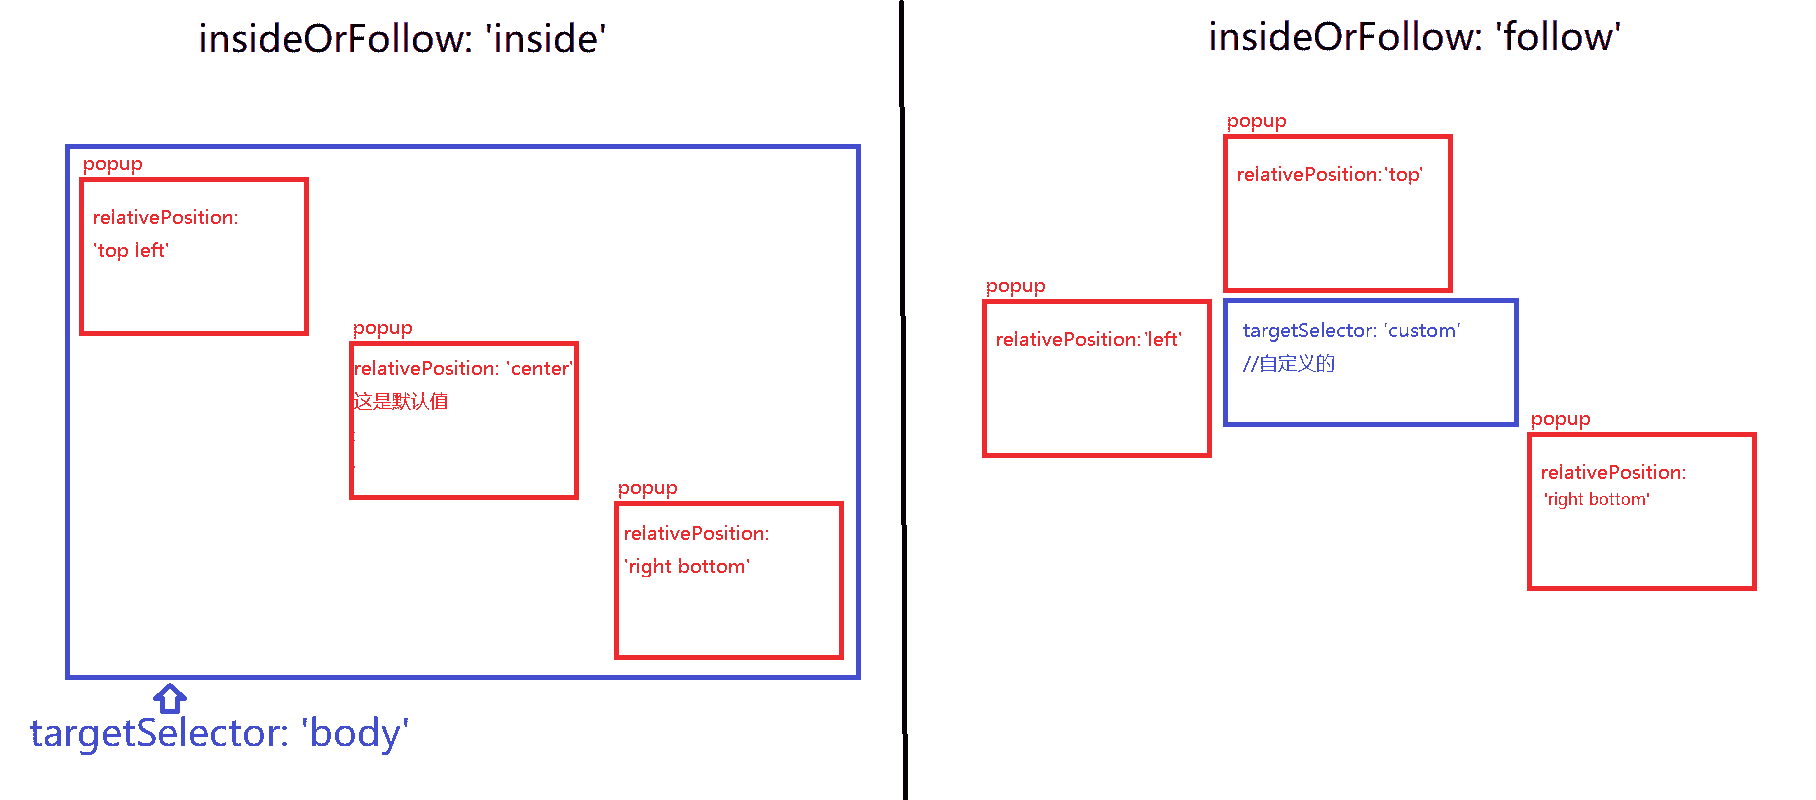 insideOrFollow: 'inside'
popup
relativePosition:
'top left'
popup
relativePosition: 'center'
这是默认值
popup
relativePosition:
'right bottom'
targetSelector: 'body'
insideOrFollow: 'follow'
popup
relativePosition:'top'
popup
relativePosition:'left'
targetSelector: 'custom'
//自定义的
popup
relativePosition:
'right bottom'